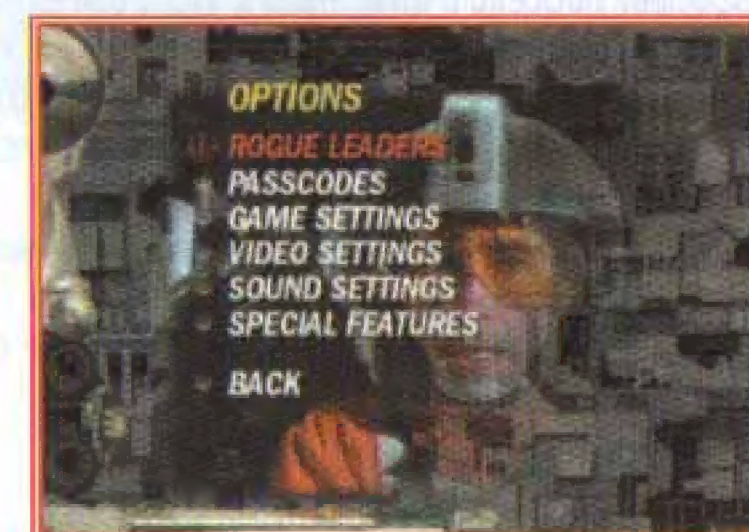 OPTIONS
ROGUE LEADERS
PASSCODES
GAME SETTINGS
VIDEO SETTINGS
SOUND SETTINGS
SPECIAL FEATURES
BACK